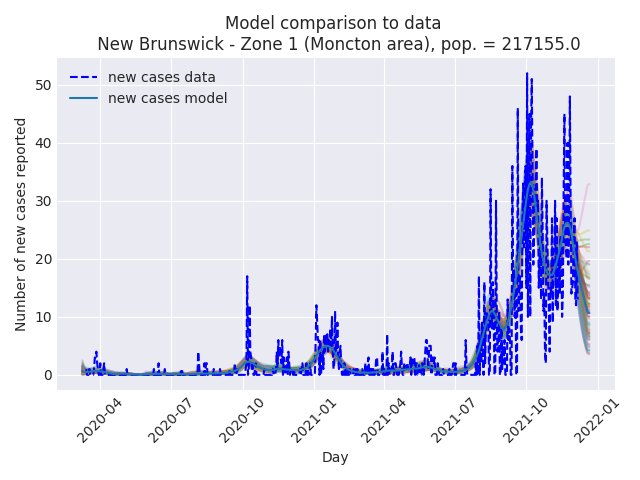 Model comparison to data
New Brunswick - Zone 1 (Moncton area), pop. = 217155.0
new cases data
new cases model
Number of new cases reported
50
40
30
20
10
0
2020-04
2020-07
2020-10
2021-01
2021-04
2021-07
2021-10
2022-01
Day